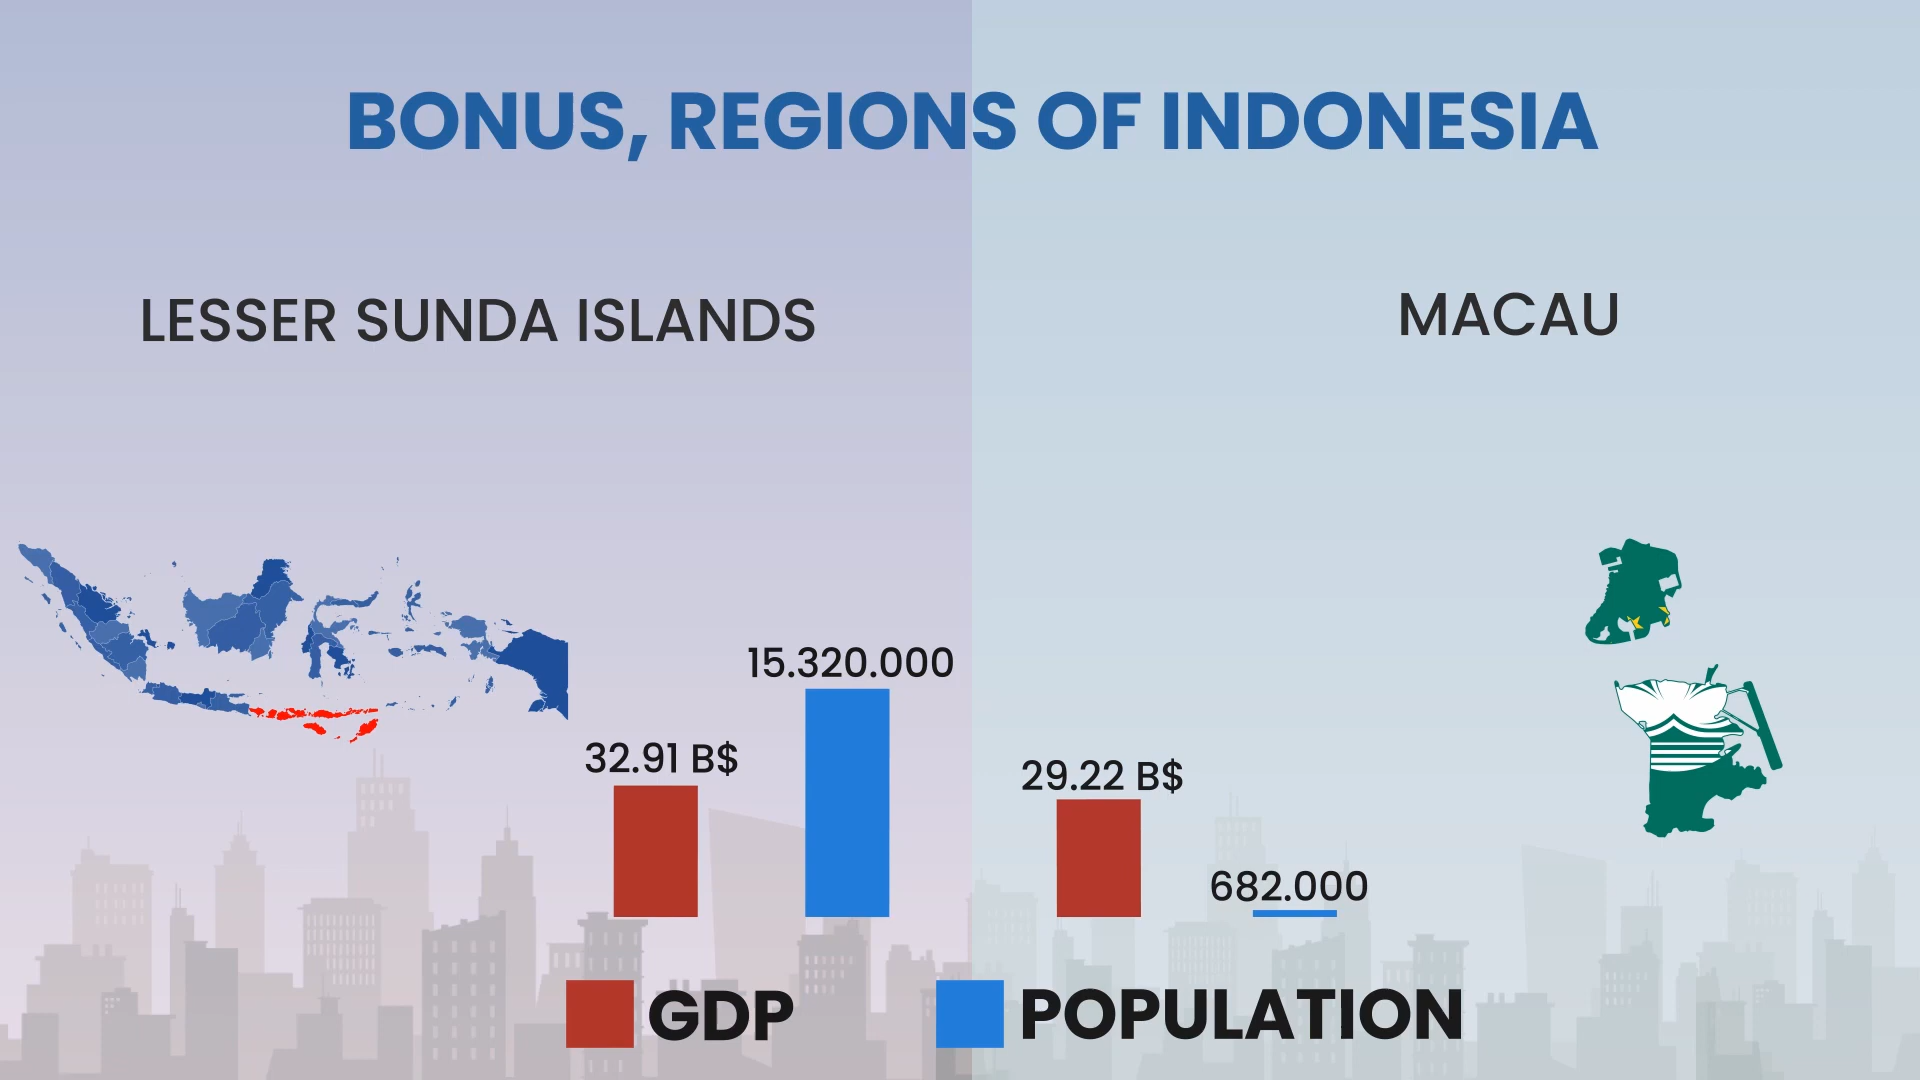 BONUS, REGIONS OF INDONESIA
LESSER SUNDA ISLANDS
MACAU
15.320.000
32.91 B$
29.22 B$
682.000
GDP
POPULATION